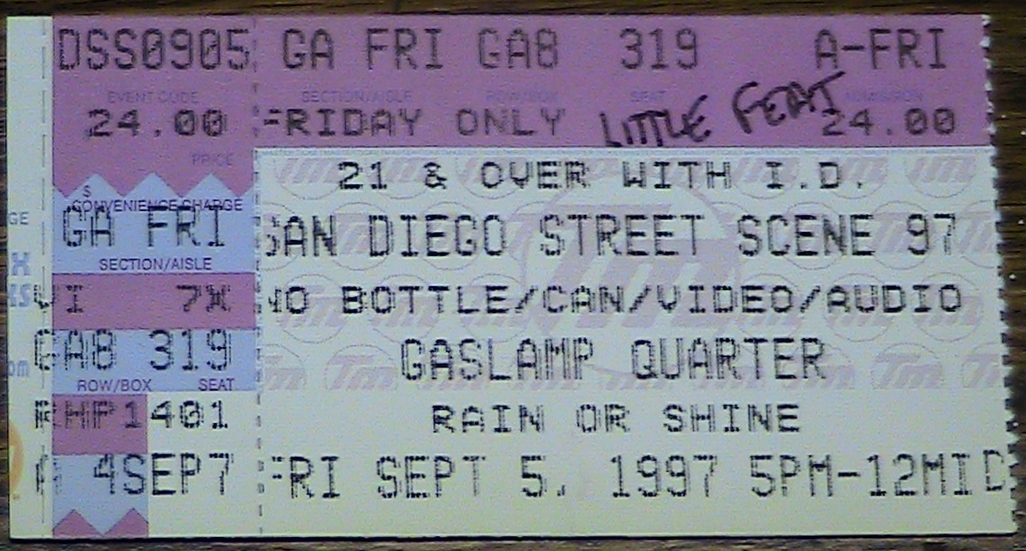 DSS0905 GA FRI GA8 319 A-FRI
EVENT CODE SECTION/AISLE ROW/BOX SEAT ADMISSION
24.00 FRIDAY ONLY LITTLE FEAT 24.00
PRICE
21 & OVER WITH I.D.
$
CONVENIENCE CHARGE
GA FRI SAN DIEGO STREET SCENE 97
SECTION/AISLE
VI 7X NO BOTTLE/CAN/VIDEO/AUDIO
GA8 319 GASLAMP QUARTER
ROW/BOX SEAT
RHP1401 RAIN OR SHINE
4SEP7 FRI SEPT 5, 1997 5PM-12MID